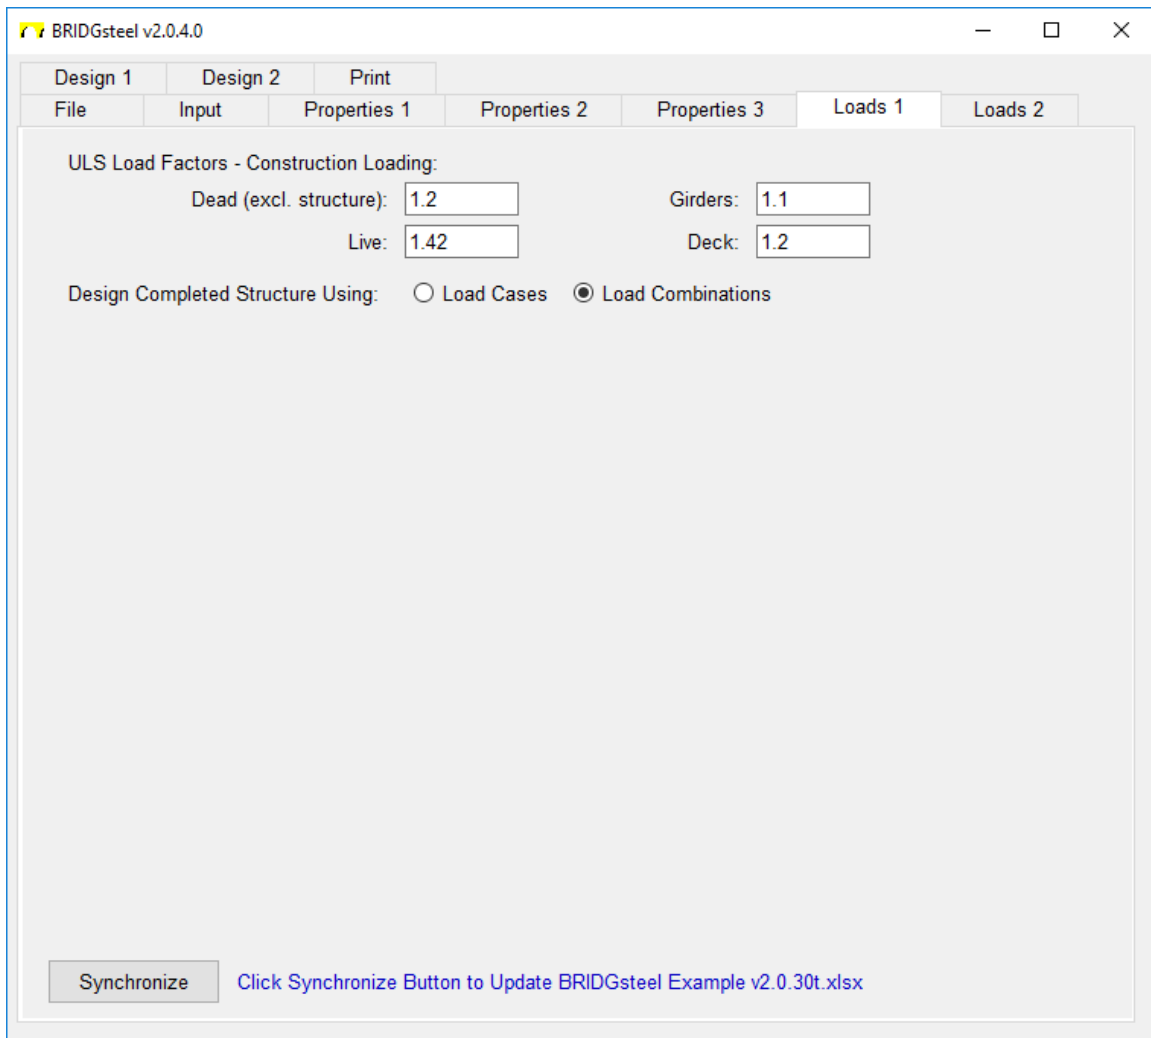 BRIDGsteel v2.0.4.0
Design 1 Design 2 Print
File Input Properties 1 Properties 2 Properties 3 Loads 1 Loads 2
ULS Load Factors - Construction Loading:
Dead (excl. structure): 1.2 Girders: 1.1
Live: 1.42 Deck: 1.2
Design Completed Structure Using: Load Cases Load Combinations
Synchronize Click Synchronize Button to Update BRIDGsteel Example v2.0.30t.xlsx